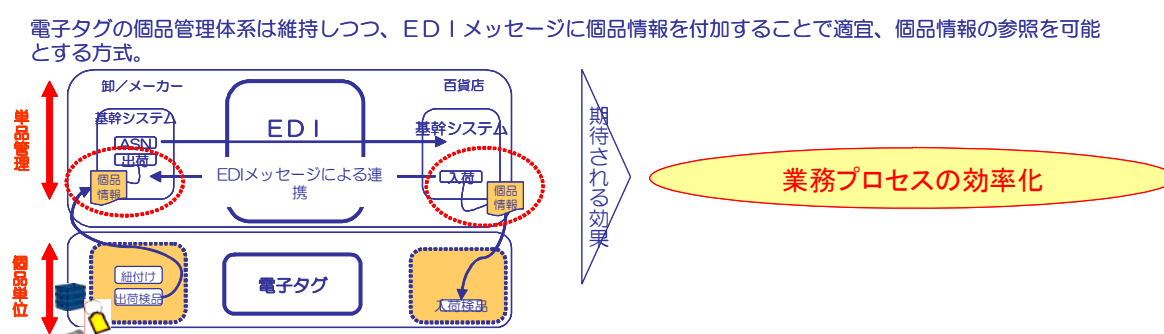 電子タグの個品管理体系は維持しつつ、ＥＤＩメッセージに個品情報を付加することで適宜、個品情報の参照を可能
とする方式。
単品管理
卸／メーカー
百貨店
基幹システム
ＥＤＩ
基幹システム
ASN
出荷
個品
情報
EDIメッセージによる連
携
入荷
個品
情報
個品単位
紐付け
出荷検品
電子タグ
入荷検品
期待される効果
業務プロセスの効率化